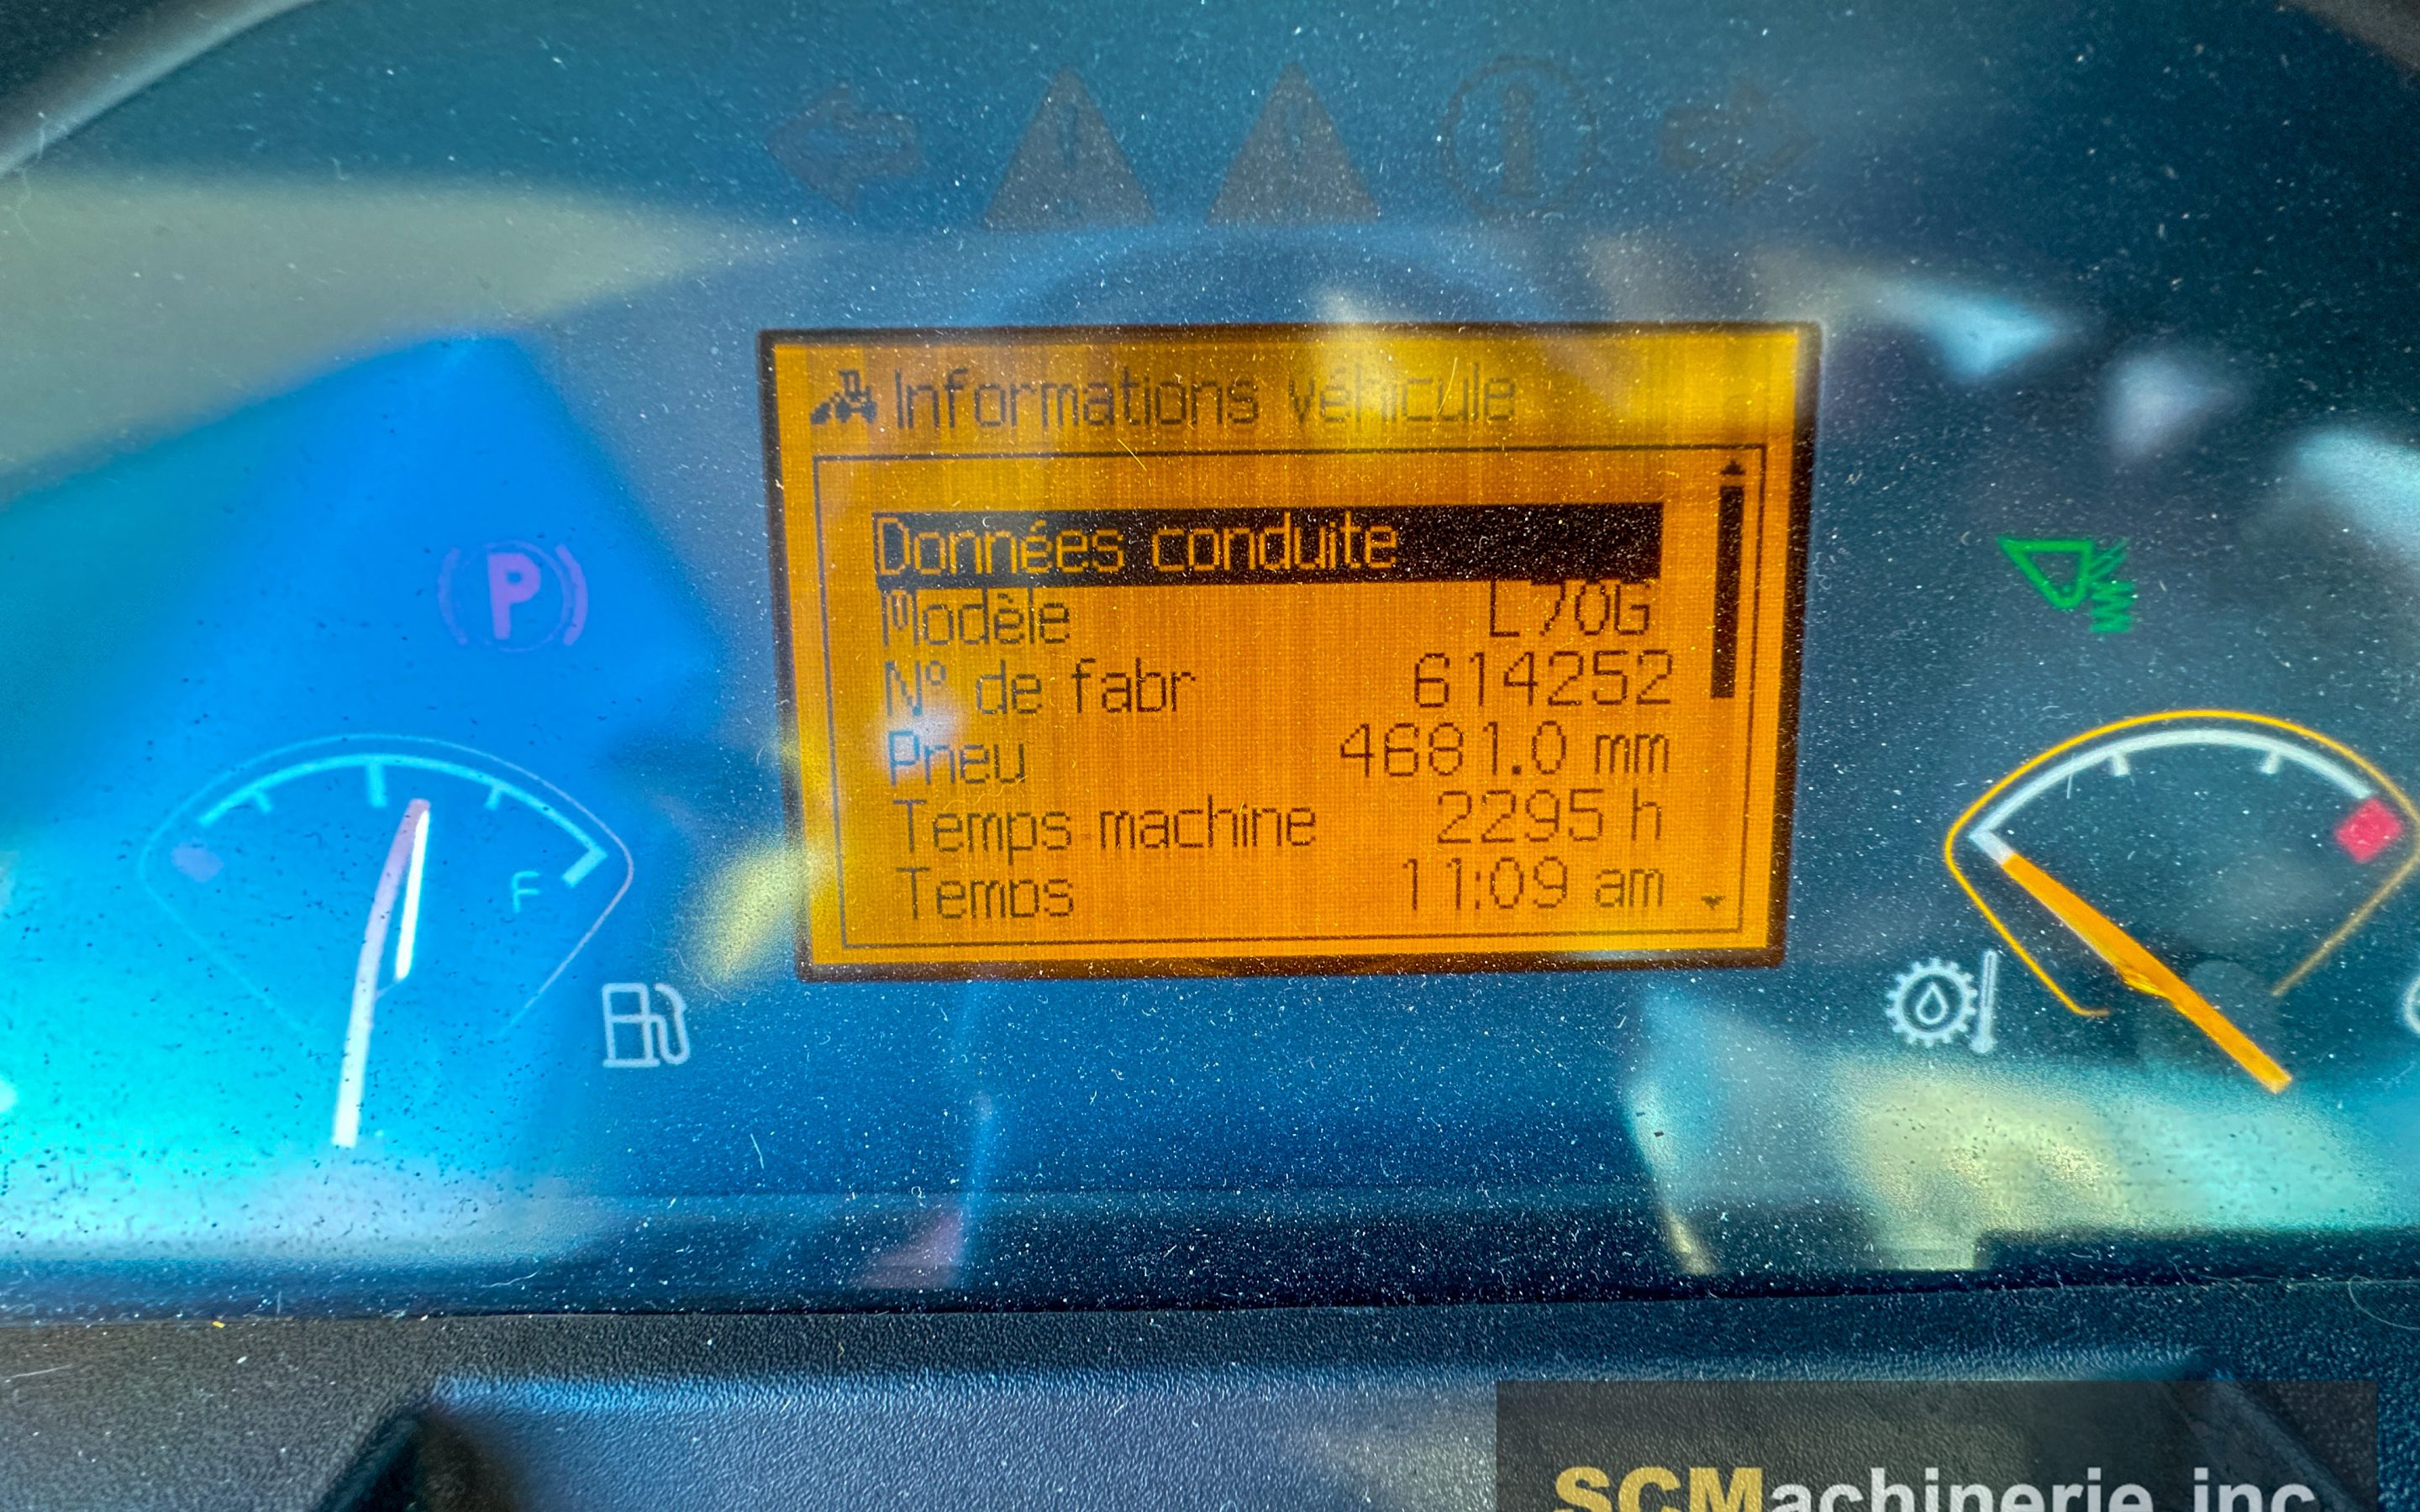 Informations véhicule
Données conduite
Modèle L70G
N° de fabr 614252
Pneu 4681.0 mm
Temps machine 2295 h
Temps 11:09 am
P
F
SCMachinerie.inc